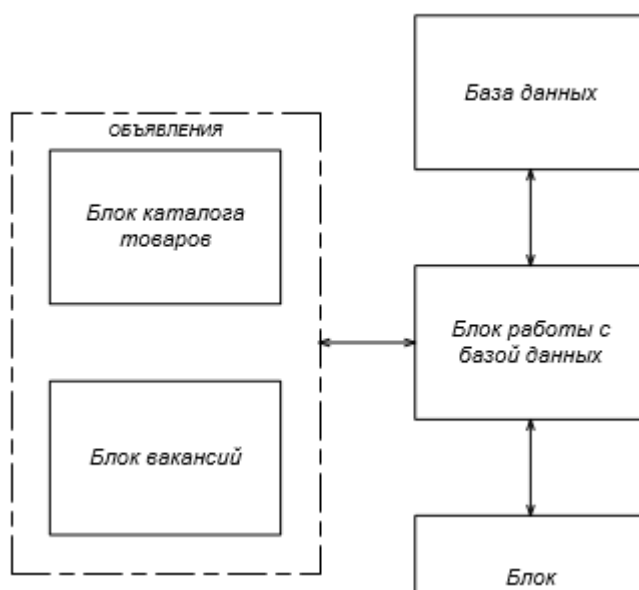 База данных
ОБЪЯВЛЕНИЯ
Блок каталога
товаров
Блок работы с
базой данных
Блок вакансий
Блок